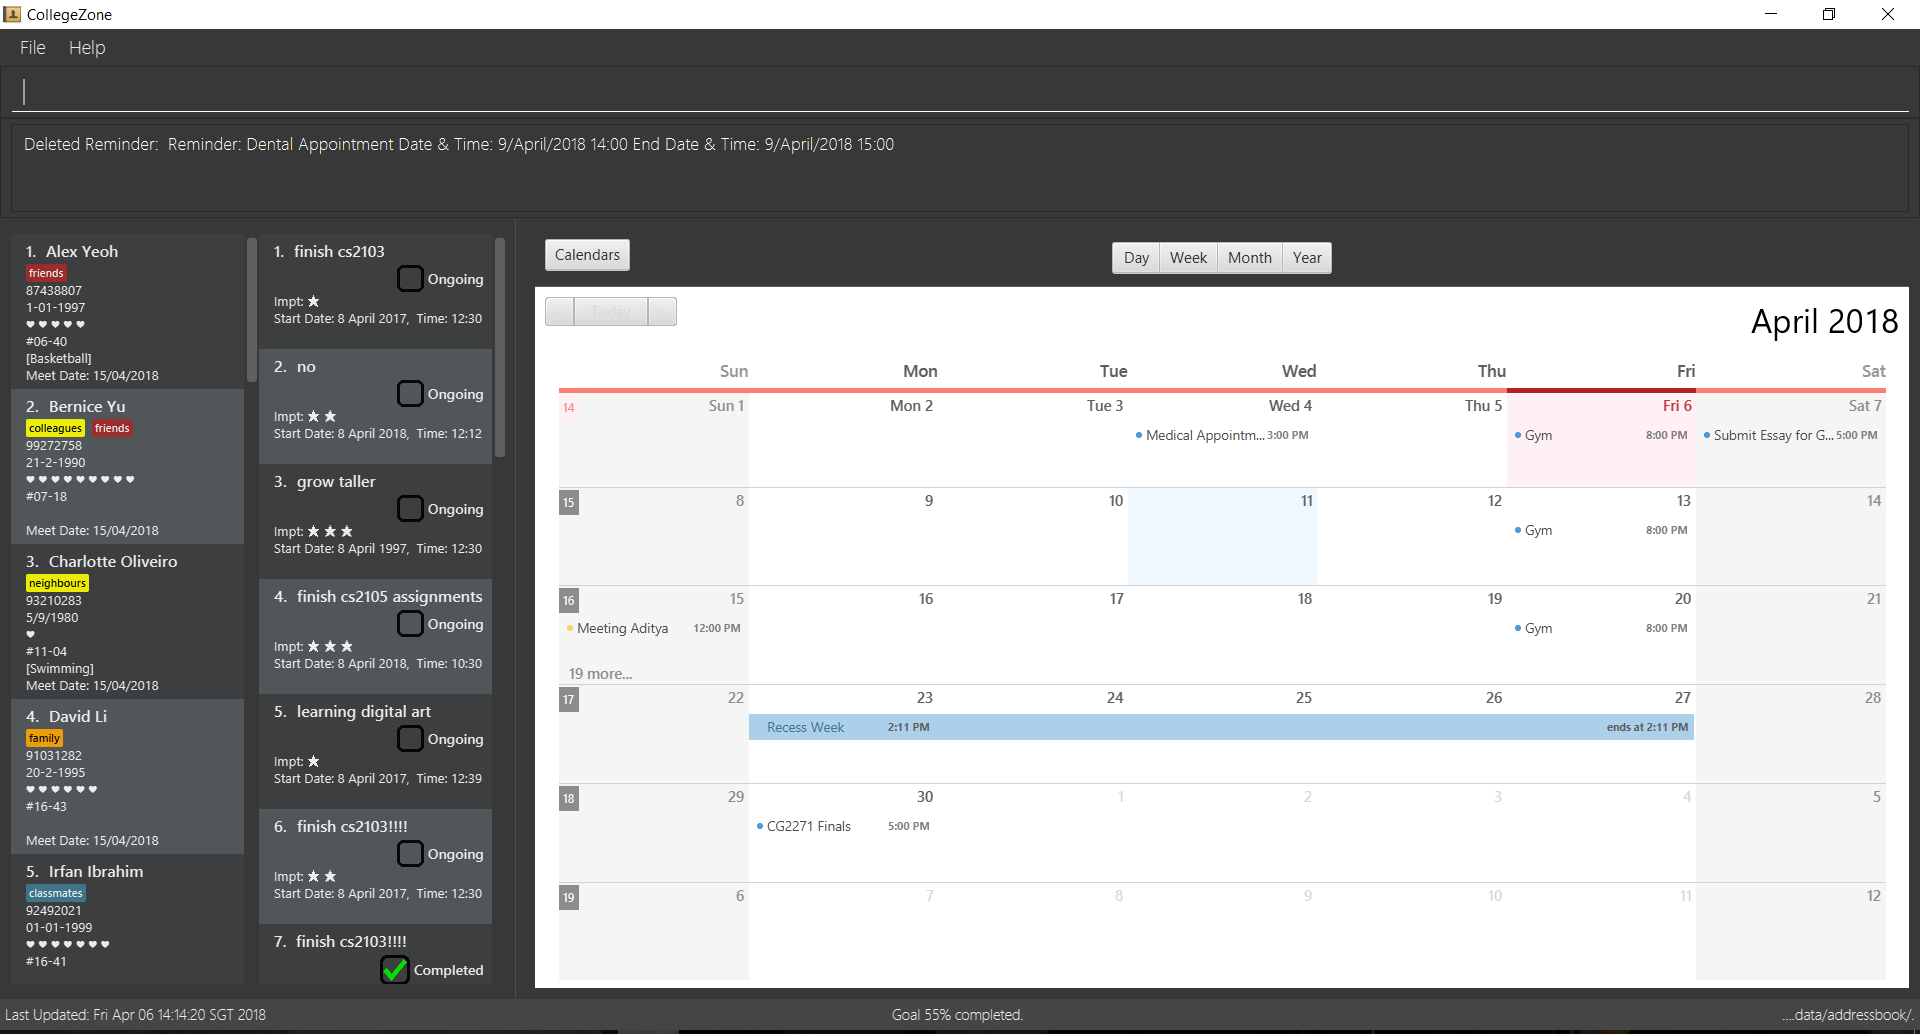 CollegeZone
File Help
Deleted Reminder: Reminder: Dental Appointment Date & Time: 9/April/2018 14:00 End Date & Time: 9/April/2018 15:00
1. Alex Yeoh
friends
87438807
1-01-1997
#06-40
[Basketball]
Meet Date: 15/04/2018
2. Bernice Yu
colleagues friends
99272758
21-2-1990
#07-18
Meet Date: 15/04/2018
3. Charlotte Oliveiro
neighbours
93210283
5/9/1980
#11-04
[Swimming]
Meet Date: 15/04/2018
4. David Li
family
91031282
20-2-1995
#16-43
Meet Date: 15/04/2018
5. Irfan Ibrahim
classmates
92492021
01-01-1999
#16-41
1. finish cs2103
Ongoing
Impt:
Start Date: 8 April 2017, Time: 12:30
2. no
Ongoing
Impt:
Start Date: 8 April 2018, Time: 12:12
3. grow taller
Ongoing
Impt:
Start Date: 8 April 1997, Time: 12:30
4. finish cs2105 assignments
Ongoing
Impt:
Start Date: 8 April 2018, Time: 10:30
5. learning digital art
Ongoing
Impt:
Start Date: 8 April 2017, Time: 12:39
6. finish cs2103!!!!
Ongoing
Impt:
Start Date: 8 April 2017, Time: 12:30
7. finish cs2103!!!!
Completed
Calendars
Day Week Month Year
< Today >
April 2018
Sun Mon Tue Wed Thu Fri Sat
14 Sun 1 Mon 2 Tue 3 Wed 4 Thu 5 Fri 6 Sat 7
Medical Appointm... 3:00 PM Gym 8:00 PM Submit Essay for G... 5:00 PM
15 8 9 10 11 12 13 14
Gym 8:00 PM
16 15 16 17 18 19 20 21
Meeting Aditya 12:00 PM Gym 8:00 PM
19 more...
17 22 23 24 25 26 27 28
Recess Week 2:11 PM ends at 2:11 PM
18 29 30 1 2 3 4 5
CG2271 Finals 5:00 PM
19 6 7 8 9 10 11 12
Last Updated: Fri Apr 06 14:14:20 SGT 2018 Goal 55% completed. ....data/addressbook/.